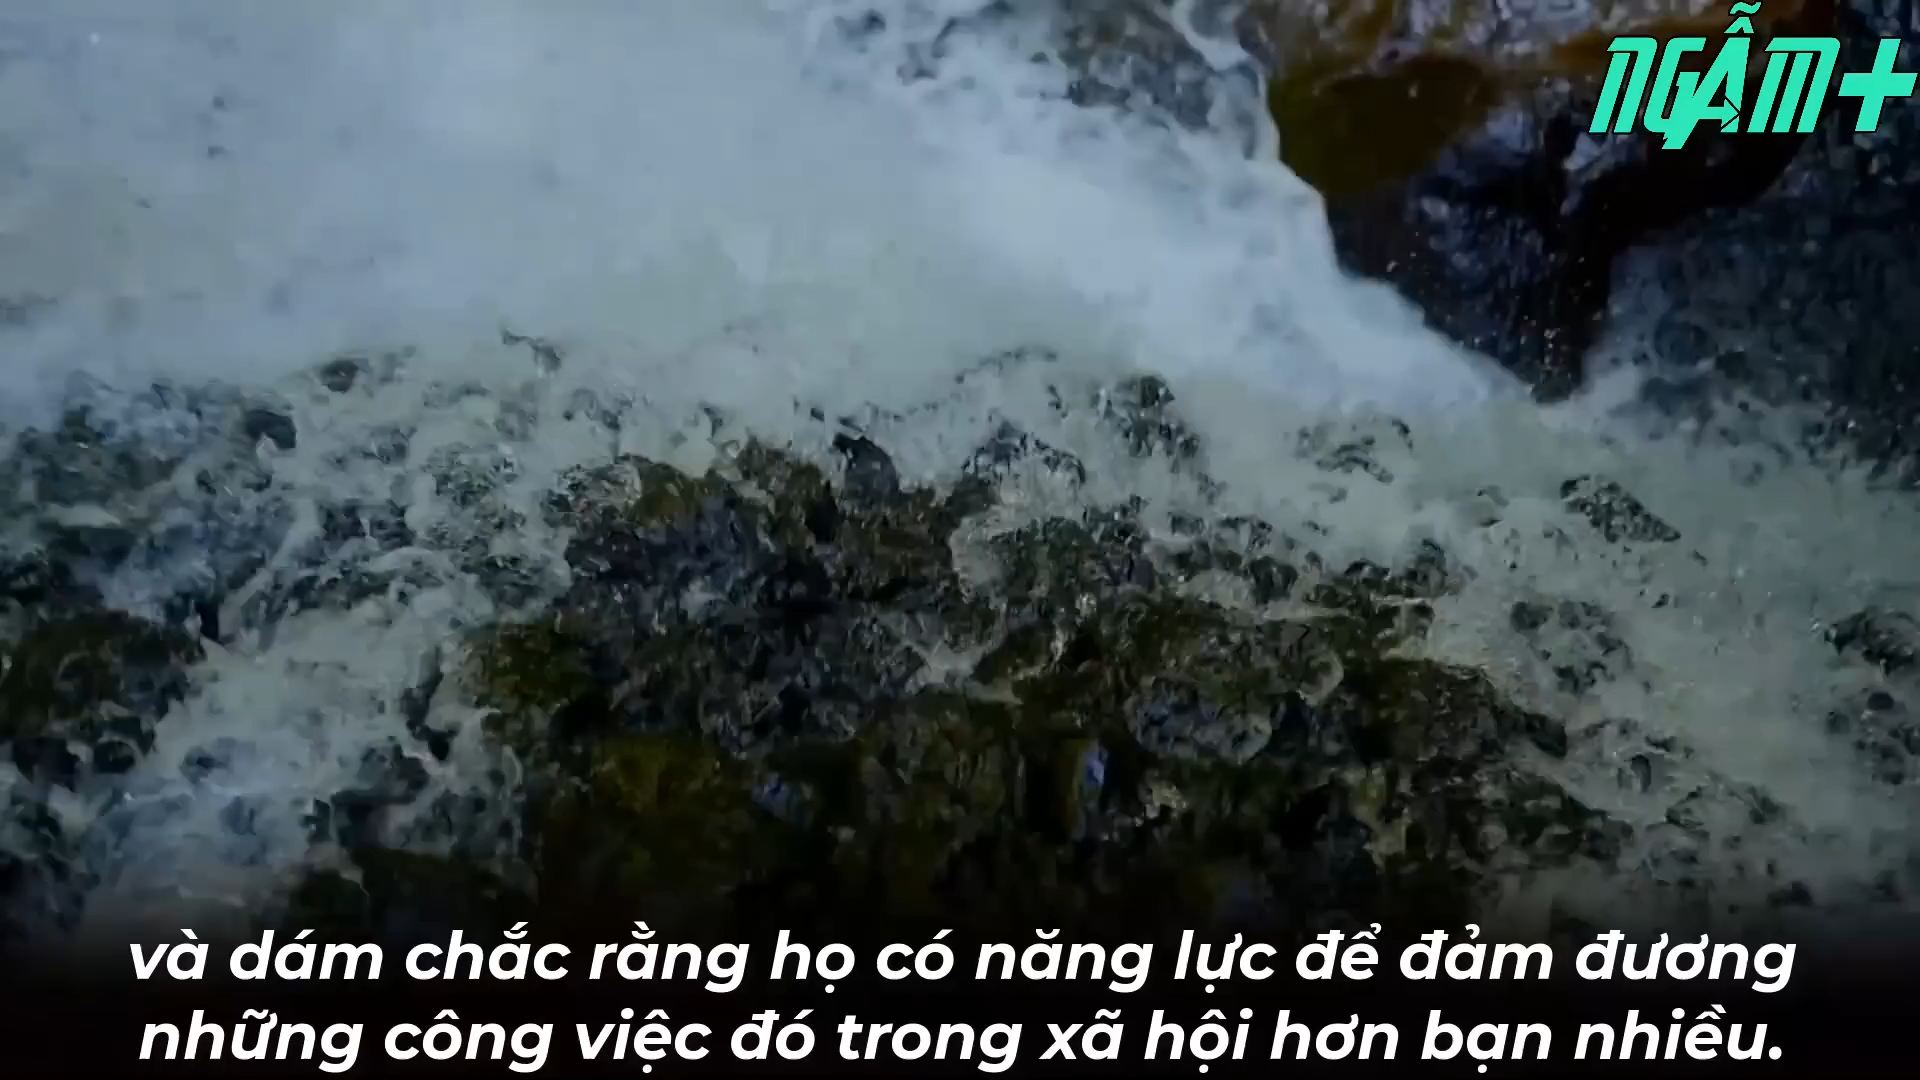 NGẪM+
và dám chắc rằng họ có năng lực để đảm đương
những công việc đó trong xã hội hơn bạn nhiều.